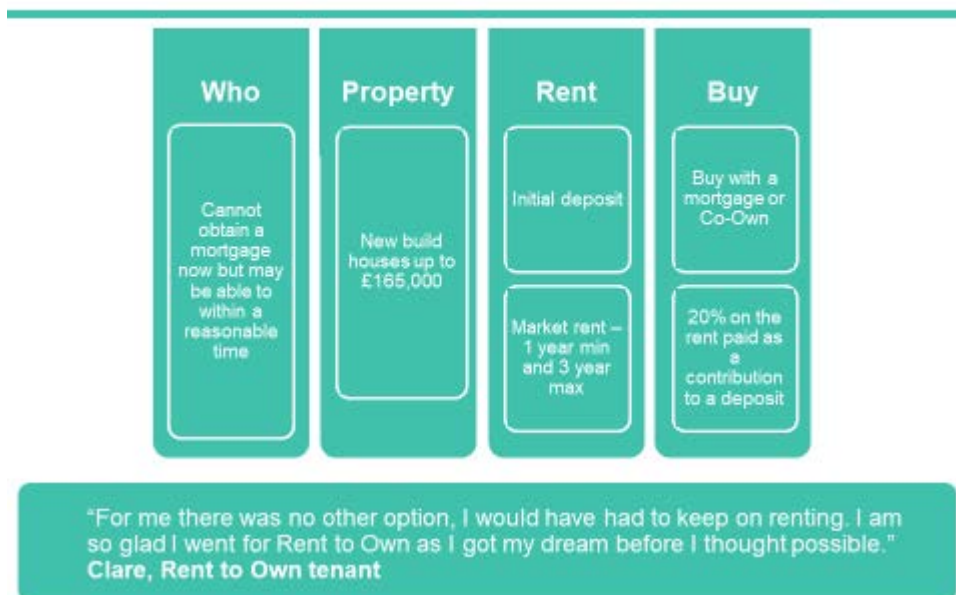 Who
Cannot
obtain a
mortgage
now but may
be able to
within a
reasonable
time
Property
New build
houses up to
£165,000
Rent
Initial deposit
Market rent –
1 year min
and 3 year
max
Buy
Buy with a
mortgage or
Co-Own
20% on the
rent paid as
a
contribution
to a deposit
“For me there was no other option, I would have had to keep on renting. I am
so glad I went for Rent to Own as I got my dream before I thought possible.”
Clare, Rent to Own tenant